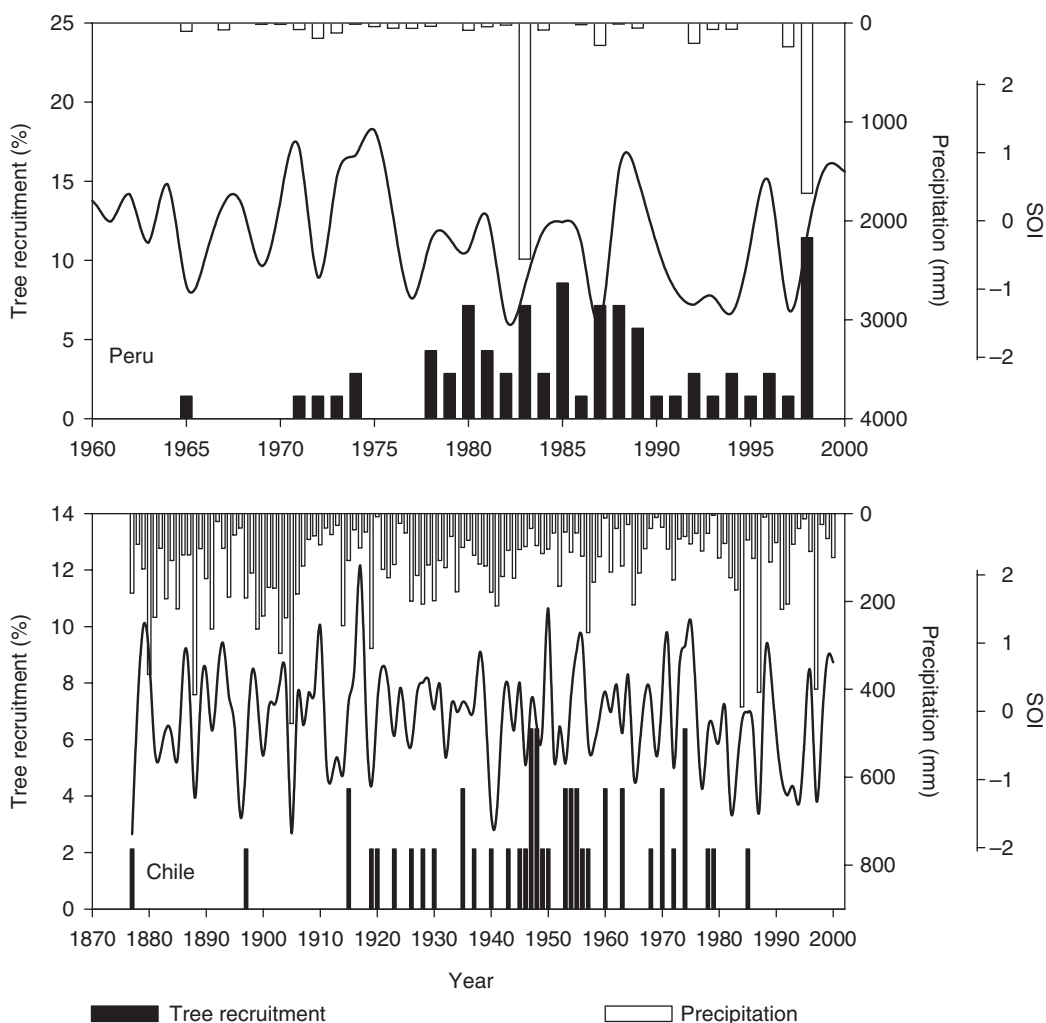 25
20
15
10
5
0
Tree recruitment (%)
Peru
0
1000
2000
3000
4000
Precipitation (mm)
2
1
0
–1
–2
SOI
1960 1965 1970 1975 1980 1985 1990 1995 2000
14
12
10
8
6
4
2
0
Tree recruitment (%)
Chile
0
200
400
600
800
Precipitation (mm)
2
1
0
–1
–2
SOI
1870 1880 1890 1900 1910 1920 1930 1940 1950 1960 1970 1980 1990 2000
Year
Tree recruitment
Precipitation